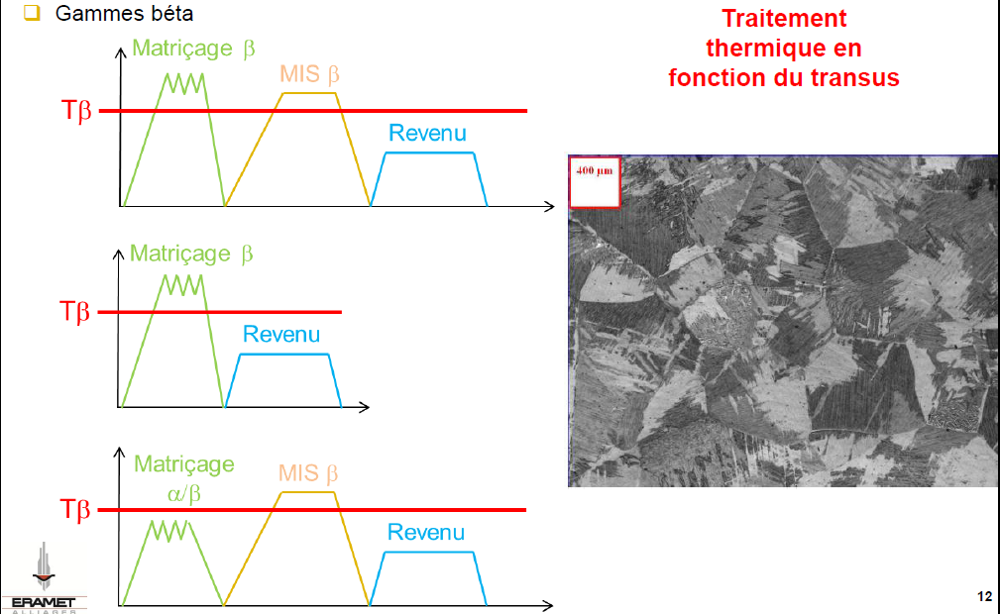 Gammes béta
Traitement
thermique en
fonction du transus
Matriçage β
MIS β
Tβ
Revenu
400 µm
Matriçage β
Tβ
Revenu
Matriçage
α/β
MIS β
Tβ
Revenu
ERAMET
ALLIAGES
12